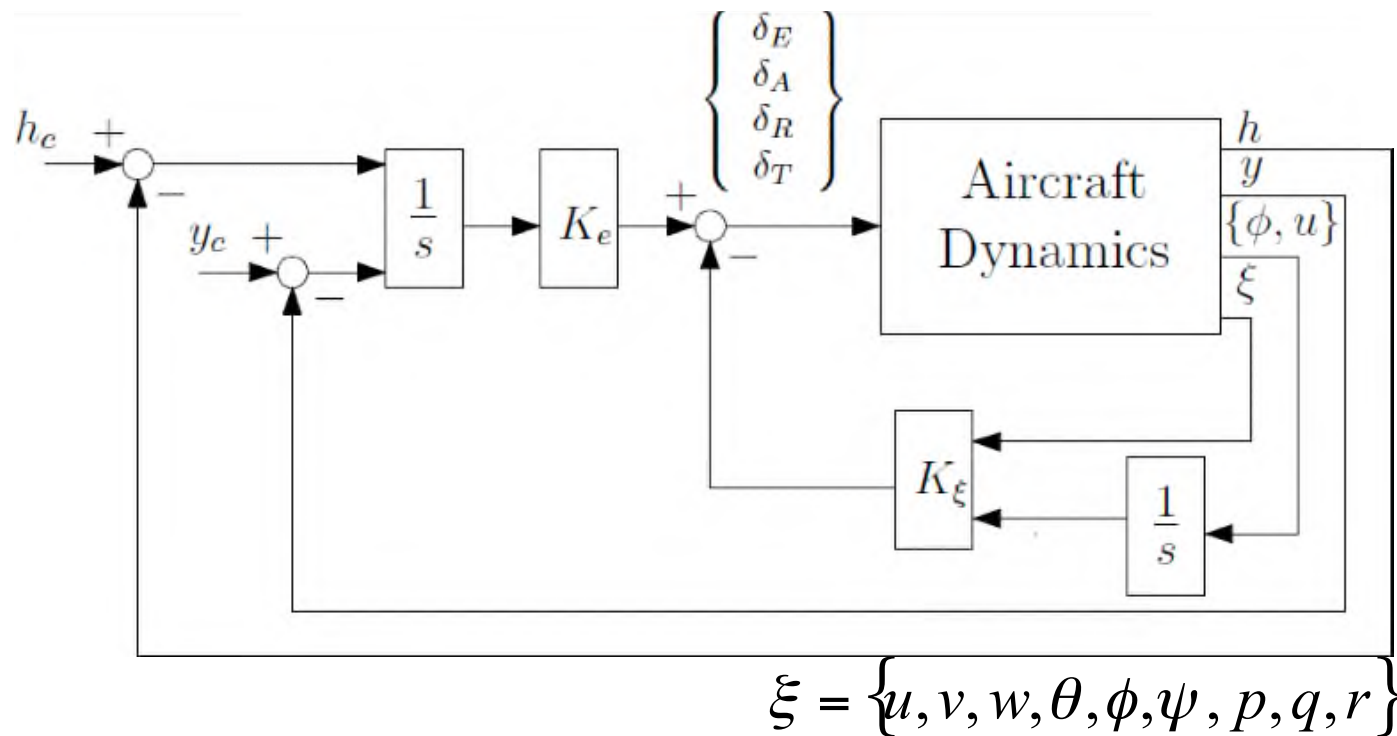 δ_E
δ_A
δ_R
δ_T
h_c + −
y_c + −
1/s
K_e
+ −
Aircraft
Dynamics
h
y
{ϕ, u}
ξ
K_ξ
1/s
ξ = {u, v, w, θ, ϕ, ψ, p, q, r}